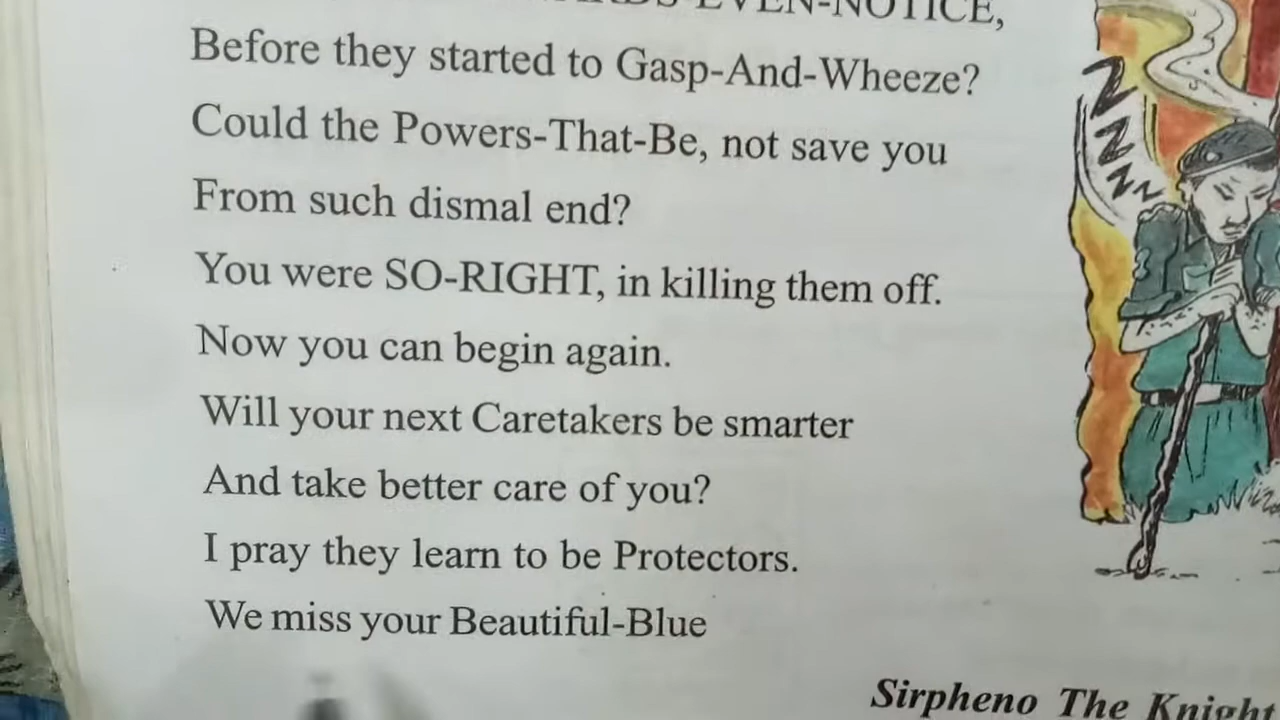 EVEN-NOTICE,
Before they started to Gasp-And-Wheeze?
Could the Powers-That-Be, not save you
From such dismal end?
You were SO-RIGHT, in killing them off.
Now you can begin again.
Will your next Caretakers be smarter
And take better care of you?
I pray they learn to be Protectors.
We miss your Beautiful-Blue
Sirpheno The Knight
NNNNN